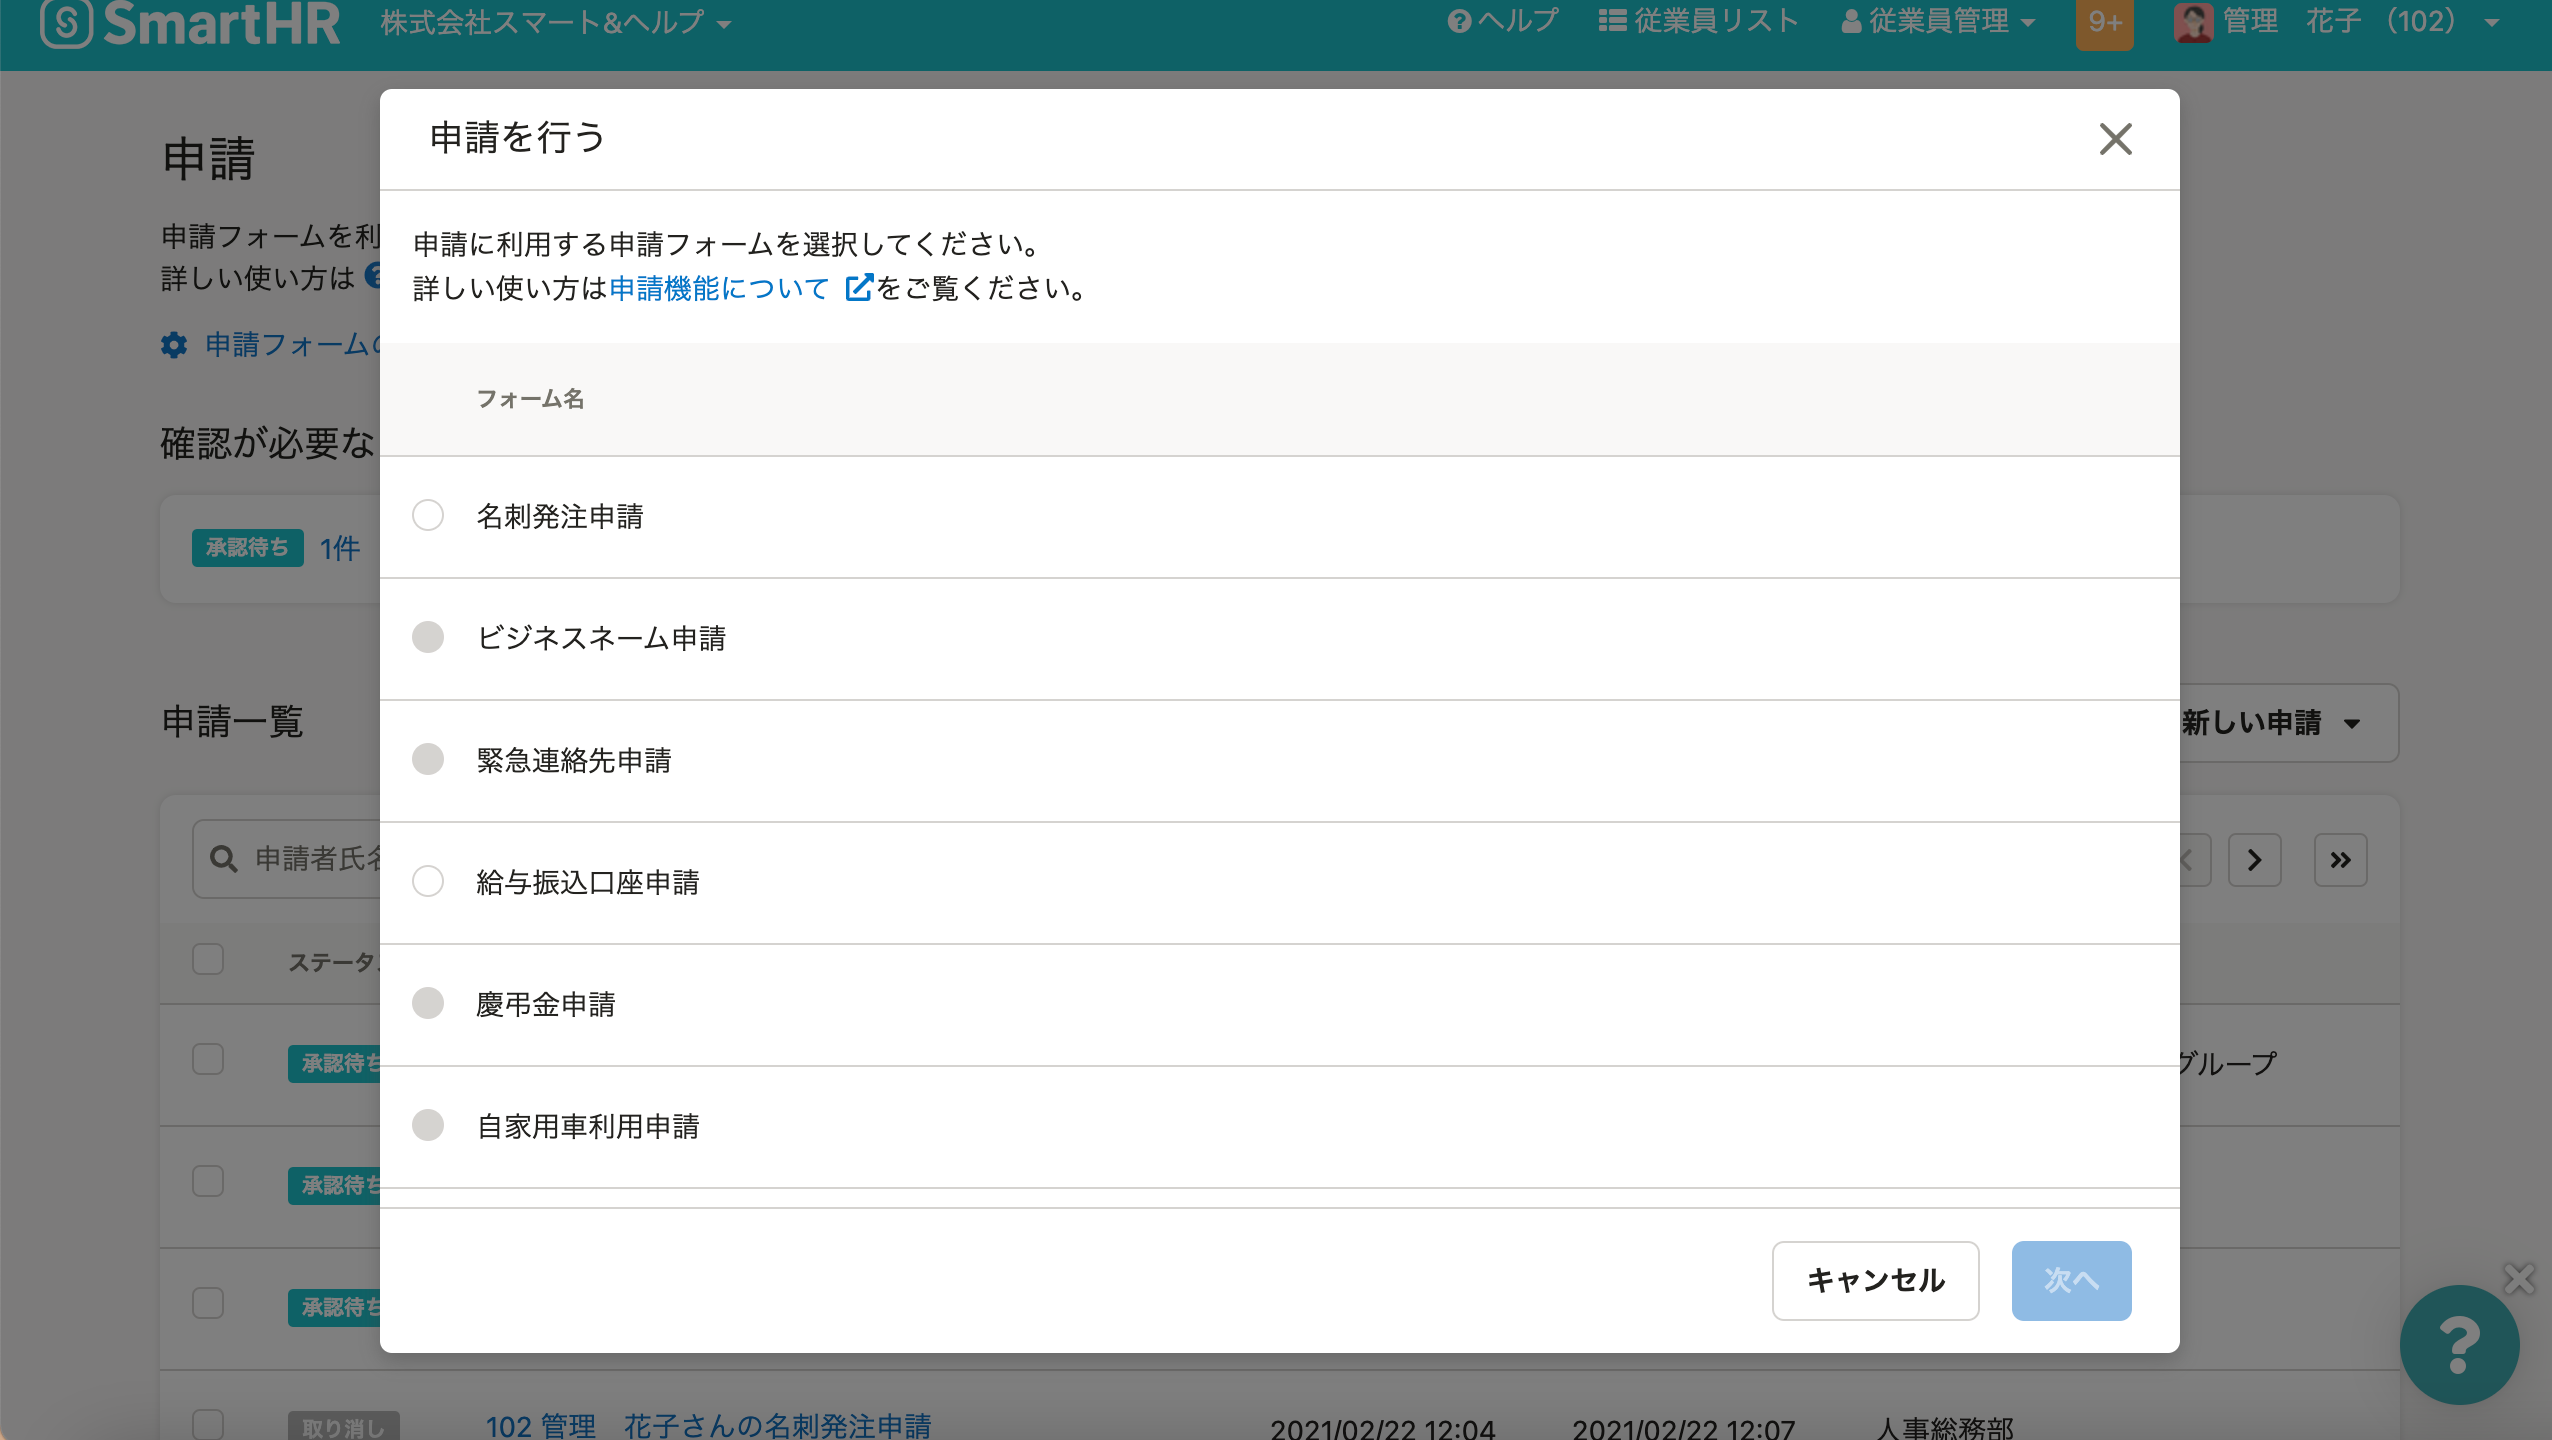 SmartHR 株式会社スマート&ヘルプ ヘルプ 従業員リスト 従業員管理 9+ 管理 花子 (102)
申請
申請フォームを利
詳しい使い方は
申請フォームの
確認が必要な
承認待ち 1件
申請一覧
新しい申請
申請者氏名
ステータス
承認待ち
グループ
承認待ち
承認待ち
取り消し 102 管理 花子さんの名刺発注申請 2021/02/22 12:04 2021/02/22 12:07 人事総務部
申請を行う
申請に利用する申請フォームを選択してください。
詳しい使い方は申請機能について をご覧ください。
フォーム名
名刺発注申請
ビジネスネーム申請
緊急連絡先申請
給与振込口座申請
慶弔金申請
自家用車利用申請
キャンセル 次へ